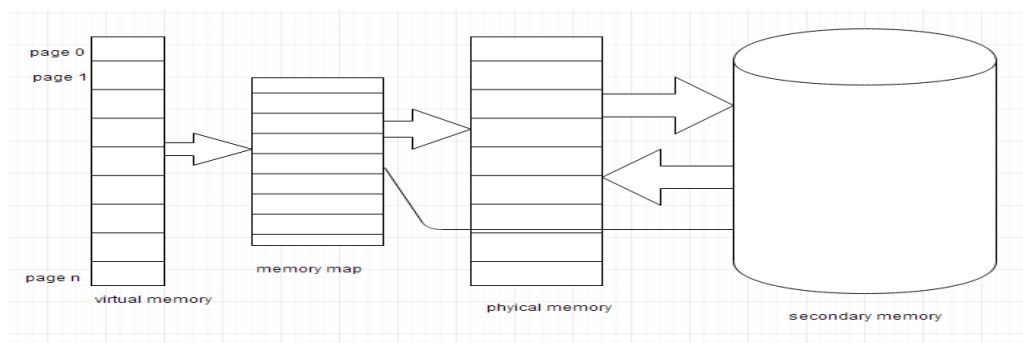 page 0
page 1
page n
virtual memory
memory map
phyical memory
secondary memory